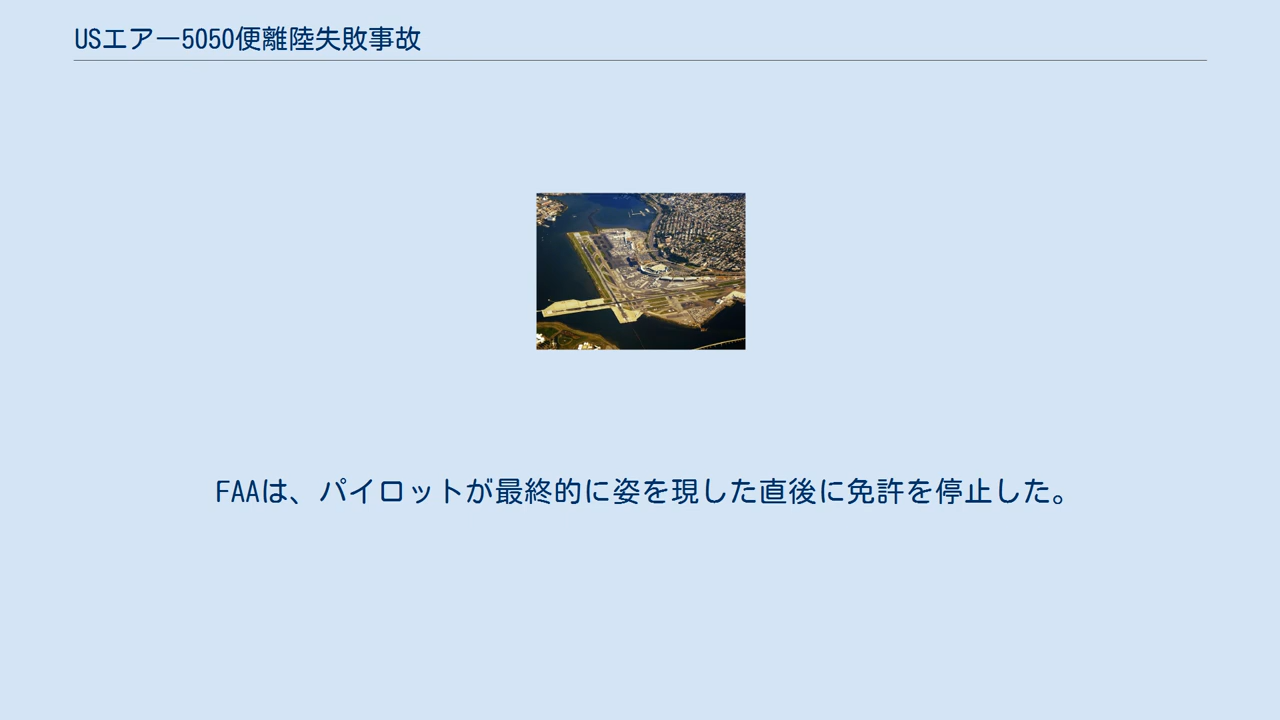 USエアー5050便離陸失敗事故
FAAは、パイロットが最終的に姿を現した直後に免許を停止した。